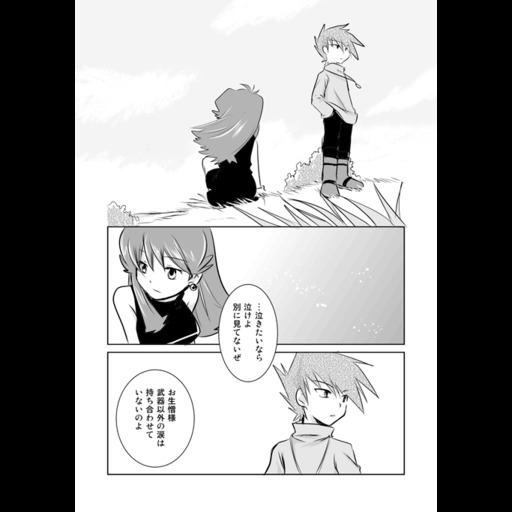 …泣きたいなら
泣けよ
別に見てないぜ
お生憎様
武器以外の涙は
持ち合わせて
いないのよ